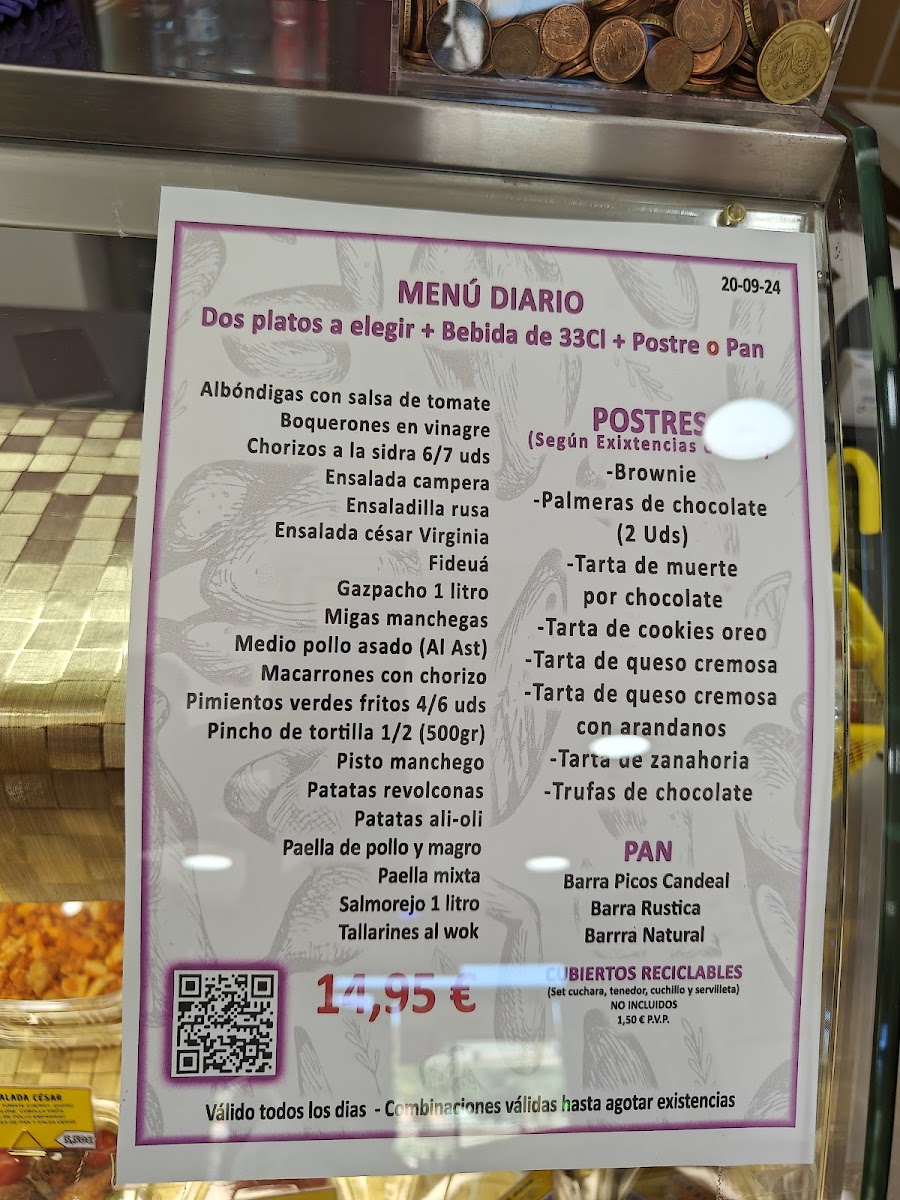 20-09-24
MENÚ DIARIO
Dos platos a elegir + Bebida de 33Cl + Postre o Pan
Albóndigas con salsa de tomate
Boquerones en vinagre
Chorizos a la sidra 6/7 uds
Ensalada campera
Ensaladilla rusa
Ensalada césar Virginia
Fideuá
Gazpacho 1 litro
Migas manchegas
Medio pollo asado (Al Ast)
Macarrones con chorizo
Pimientos verdes fritos 4/6 uds
Pincho de tortilla 1/2 (500gr)
Pisto manchego
Patatas revolconas
Patatas ali-oli
Paella de pollo y magro
Paella mixta
Salmorejo 1 litro
Tallarines al wok
14,95 €
POSTRES
(Según Exixtencias
-Brownie
-Palmeras de chocolate
(2 Uds)
-Tarta de muerte
por chocolate
-Tarta de cookies oreo
-Tarta de queso cremosa
-Tarta de queso cremosa
con arandanos
-Tarta de zanahoria
-Trufas de chocolate
PAN
Barra Picos Candeal
Barra Rustica
Barrra Natural
CUBIERTOS RECICLABLES
(Set cuchara, tenedor, cuchillo y servilleta)
NO INCLUIDOS
1,50 € P.V.P.
Válido todos los dias - Combinaciones válidas hasta agotar existencias
ALADA CÉSAR